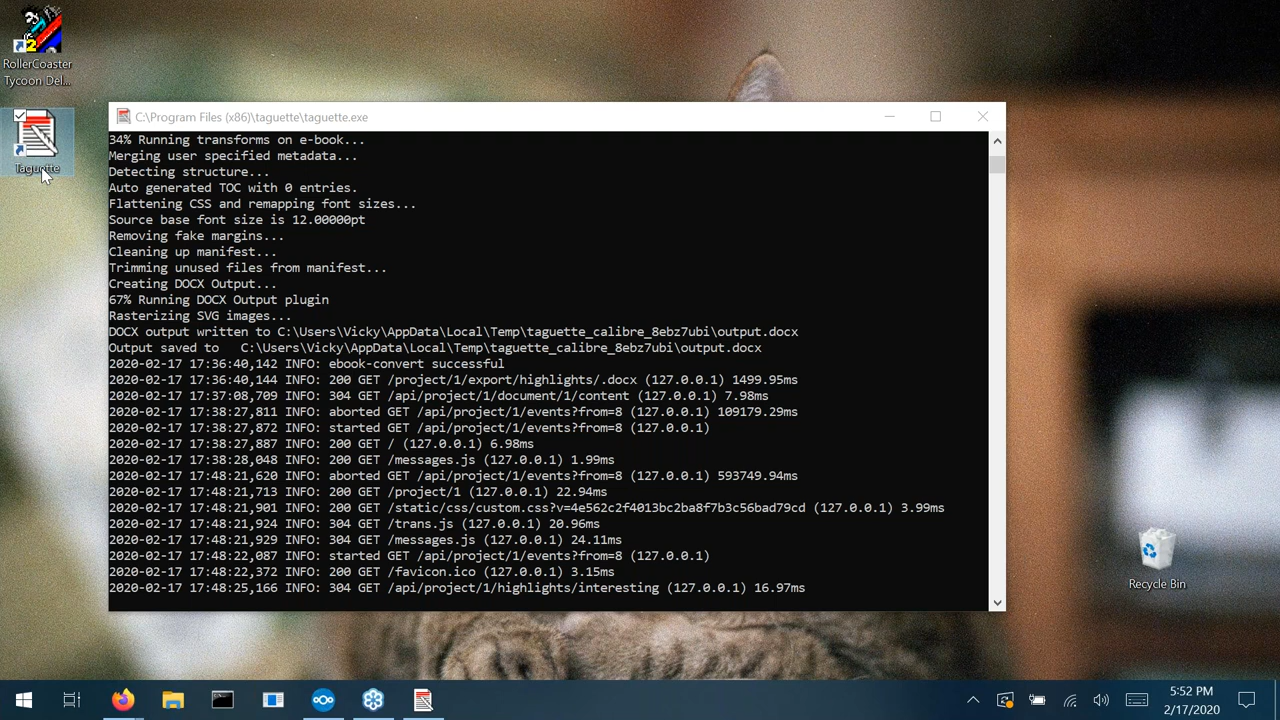 RollerCoaster
Tycoon Del...
Taguette
C:\Program Files (x86)\taguette\taguette.exe
34% Running transforms on e-book...
Merging user specified metadata...
Detecting structure...
Auto generated TOC with 0 entries.
Flattening CSS and remapping font sizes...
Source base font size is 12.00000pt
Removing fake margins...
Cleaning up manifest...
Trimming unused files from manifest...
Creating DOCX Output...
67% Running DOCX Output plugin
Rasterizing SVG images...
DOCX output written to C:\Users\Vicky\AppData\Local\Temp\taguette_calibre_8ebz7ubi\output.docx
Output saved to   C:\Users\Vicky\AppData\Local\Temp\taguette_calibre_8ebz7ubi\output.docx
2020-02-17 17:36:40,142 INFO: ebook-convert successful
2020-02-17 17:36:40,144 INFO: 200 GET /project/1/export/highlights/.docx (127.0.0.1) 1499.95ms
2020-02-17 17:37:08,709 INFO: 304 GET /api/project/1/document/1/content (127.0.0.1) 7.98ms
2020-02-17 17:38:27,811 INFO: aborted GET /api/project/1/events?from=8 (127.0.0.1) 109179.29ms
2020-02-17 17:38:27,872 INFO: started GET /api/project/1/events?from=8 (127.0.0.1)
2020-02-17 17:38:27,887 INFO: 200 GET / (127.0.0.1) 6.98ms
2020-02-17 17:38:28,048 INFO: 200 GET /messages.js (127.0.0.1) 1.99ms
2020-02-17 17:48:21,620 INFO: aborted GET /api/project/1/events?from=8 (127.0.0.1) 593749.94ms
2020-02-17 17:48:21,713 INFO: 200 GET /project/1 (127.0.0.1) 22.94ms
2020-02-17 17:48:21,901 INFO: 200 GET /static/css/custom.css?v=4e562c2f4013bc2ba8f7b3c56bad79cd (127.0.0.1) 3.99ms
2020-02-17 17:48:21,924 INFO: 304 GET /trans.js (127.0.0.1) 20.96ms
2020-02-17 17:48:21,929 INFO: 304 GET /messages.js (127.0.0.1) 24.11ms
2020-02-17 17:48:22,087 INFO: started GET /api/project/1/events?from=8 (127.0.0.1)
2020-02-17 17:48:22,372 INFO: 200 GET /favicon.ico (127.0.0.1) 3.15ms
2020-02-17 17:48:25,166 INFO: 304 GET /api/project/1/highlights/interesting (127.0.0.1) 16.97ms
Recycle Bin
5:52 PM
2/17/2020